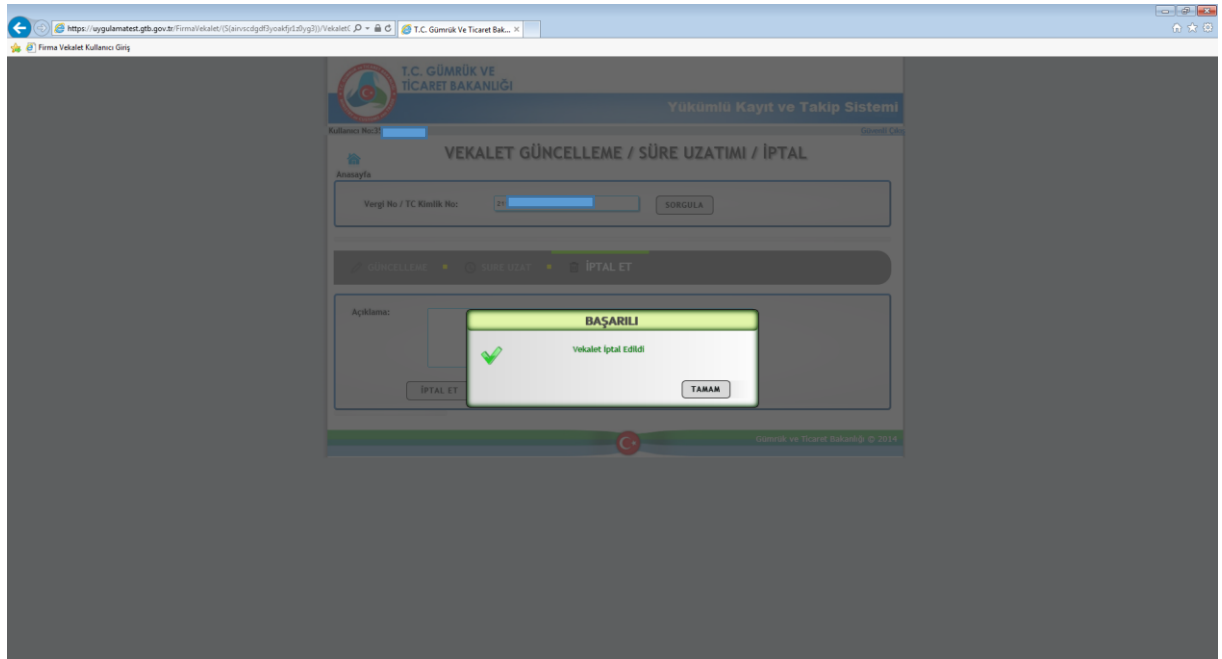 https://uygulamatest.gtb.gov.tr/FirmaVekalet/(S(airvscdgdf3yoakfjr1z0yg3))/Vekalet(
T.C. Gümrük Ve Ticaret Bak...
Firma Vekalet Kullanıcı Giriş
T.C. GÜMRÜK VE
TİCARET BAKANLIĞI
Yükümlü Kayıt ve Takip Sistemi
Kullanıcı No:31
Güvenli Çıkış
VEKALET GÜNCELLEME / SÜRE UZATIMI / İPTAL
Anasayfa
Vergi No / TC Kimlik No:
SORGULA
GÜNCELLEME
SÜRE UZAT
İPTAL ET
Açıklama:
BAŞARILI
Vekalet İptal Edildi
TAMAM
İPTAL ET
Gümrük ve Ticaret Bakanlığı © 2014